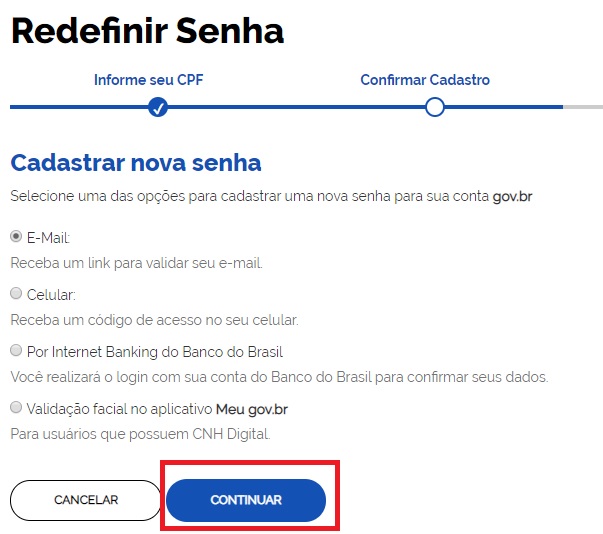 Redefinir Senha
Informe seu CPF
Confirmar Cadastro
Cadastrar nova senha
Selecione uma das opções para cadastrar uma nova senha para sua conta gov.br
E-Mail:
Receba um link para validar seu e-mail.
Celular:
Receba um código de acesso no seu celular.
Por Internet Banking do Banco do Brasil
Você realizará o login com sua conta do Banco do Brasil para confirmar seus dados.
Validação facial no aplicativo Meu gov.br
Para usuários que possuem CNH Digital.
CANCELAR
CONTINUAR